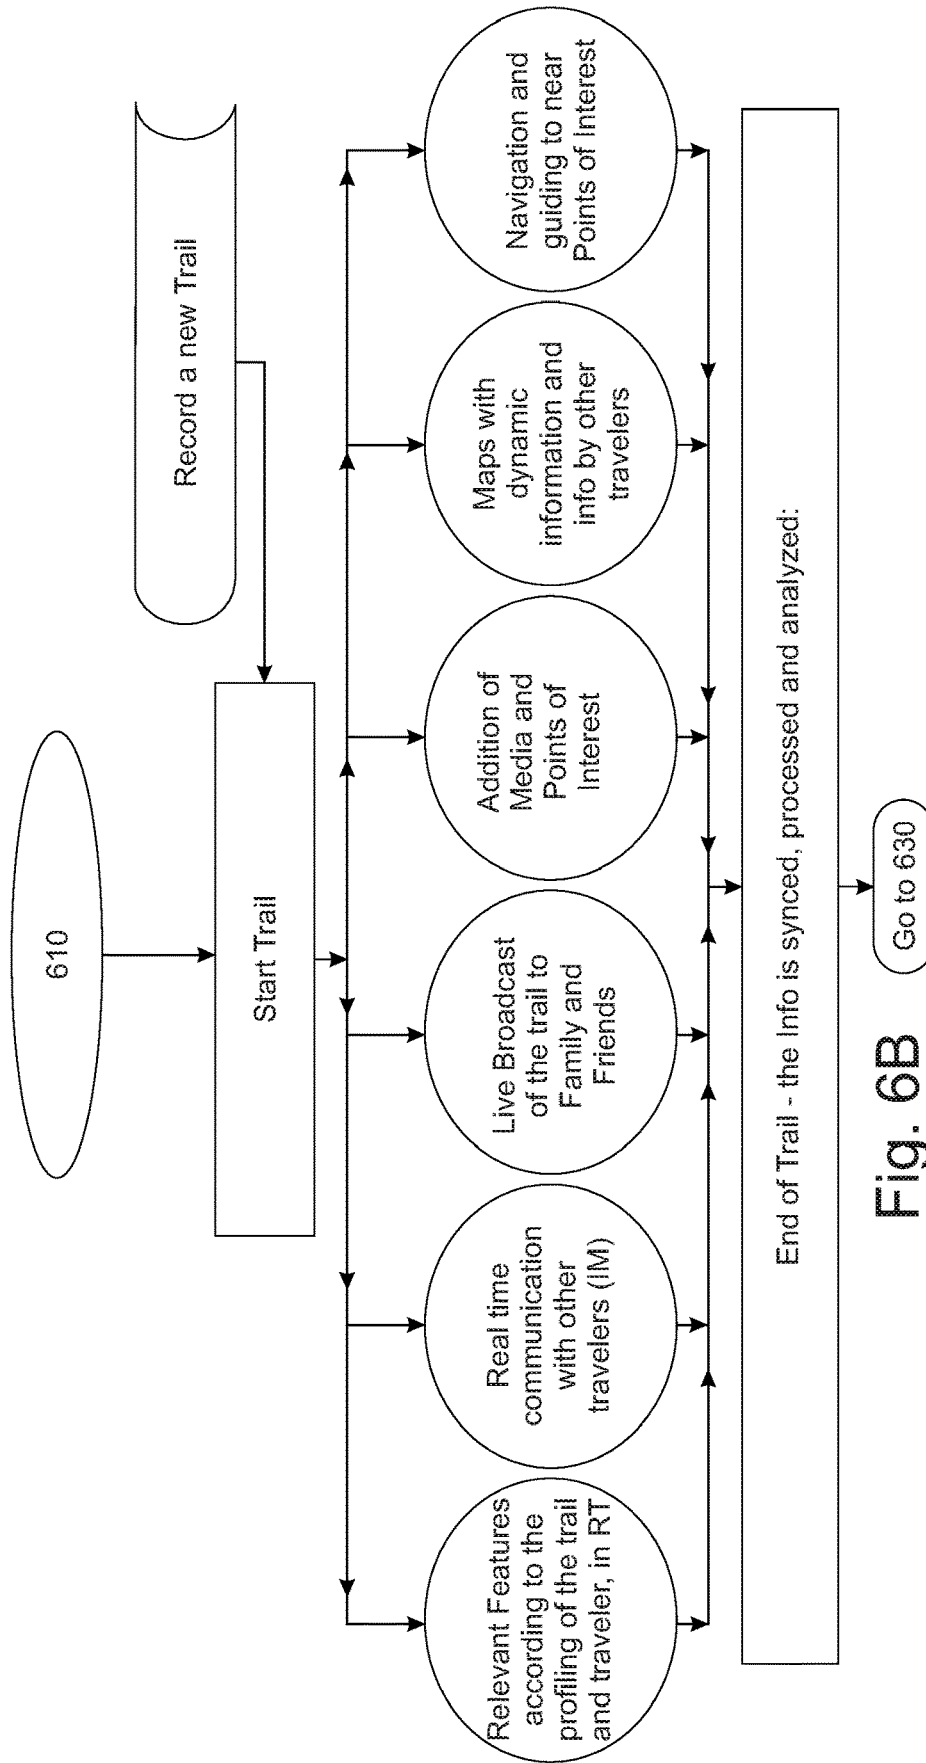 610
Record a new Trail
Start Trail
Relevant Features
according to the
profiling of the trail
and traveler, in RT
Real time
communication
with other
travelers (IM)
Live Broadcast
of the trail to
Family and
Friends
Addition of
Media and
Points of
Interest
Maps with
dynamic
information and
info by other
travelers
Navigation and
guiding to near
Points of Interest
End of Trail - the Info is synced, processed and analyzed:
Go to 630
Fig. 6B